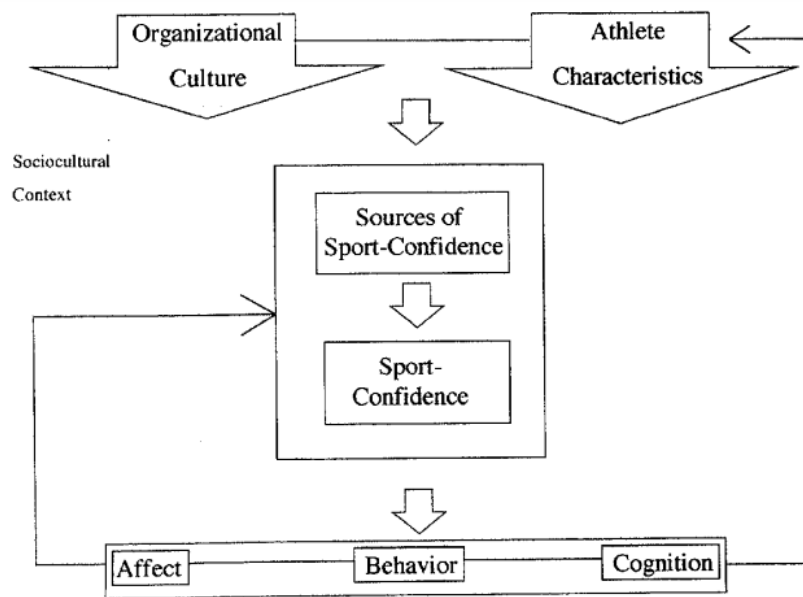 Organizational
Culture
Athlete
Characteristics
Sociocultural
Context
Sources of
Sport-Confidence
Sport-
Confidence
Affect
Behavior
Cognition